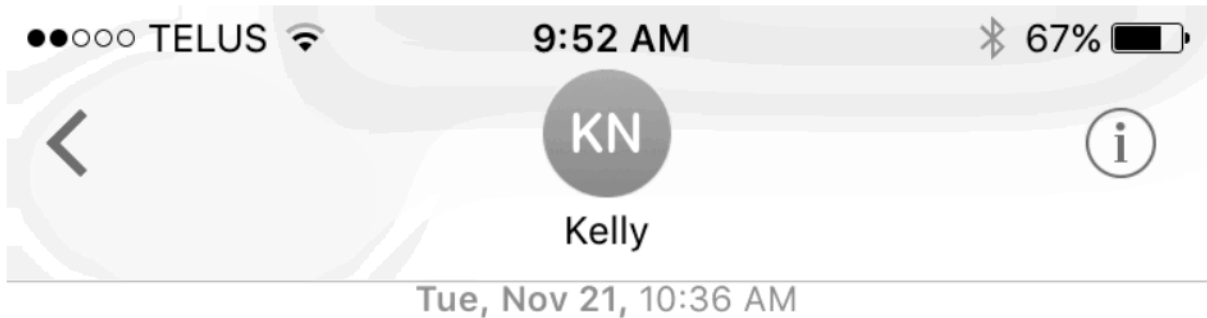 TELUS 9:52 AM 67%
KN
i
Kelly
Tue, Nov 21, 10:36 AM